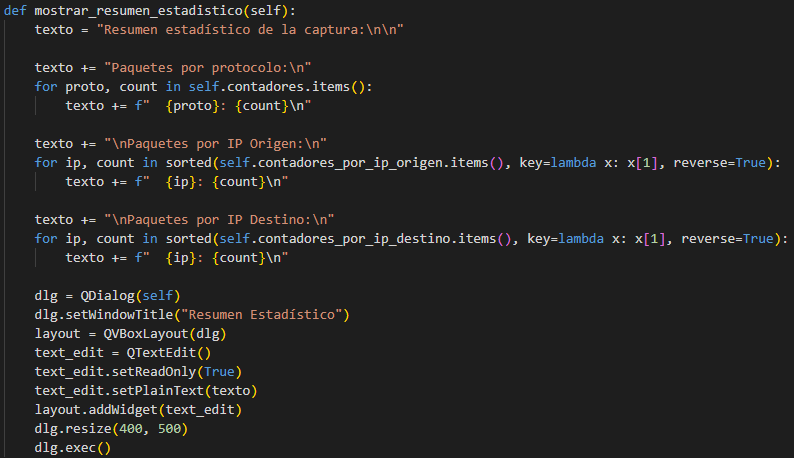 def mostrar_resumen_estadistico(self):
    texto = "Resumen estadístico de la captura:\n\n"

    texto += "Paquetes por protocolo:\n"
    for proto, count in self.contadores.items():
        texto += f"  {proto}: {count}\n"

    texto += "\nPaquetes por IP Origen:\n"
    for ip, count in sorted(self.contadores_por_ip_origen.items(), key=lambda x: x[1], reverse=True):
        texto += f"  {ip}: {count}\n"

    texto += "\nPaquetes por IP Destino:\n"
    for ip, count in sorted(self.contadores_por_ip_destino.items(), key=lambda x: x[1], reverse=True):
        texto += f"  {ip}: {count}\n"

    dlg = QDialog(self)
    dlg.setWindowTitle("Resumen Estadístico")
    layout = QVBoxLayout(dlg)
    text_edit = QTextEdit()
    text_edit.setReadOnly(True)
    text_edit.setPlainText(texto)
    layout.addWidget(text_edit)
    dlg.resize(400, 500)
    dlg.exec()